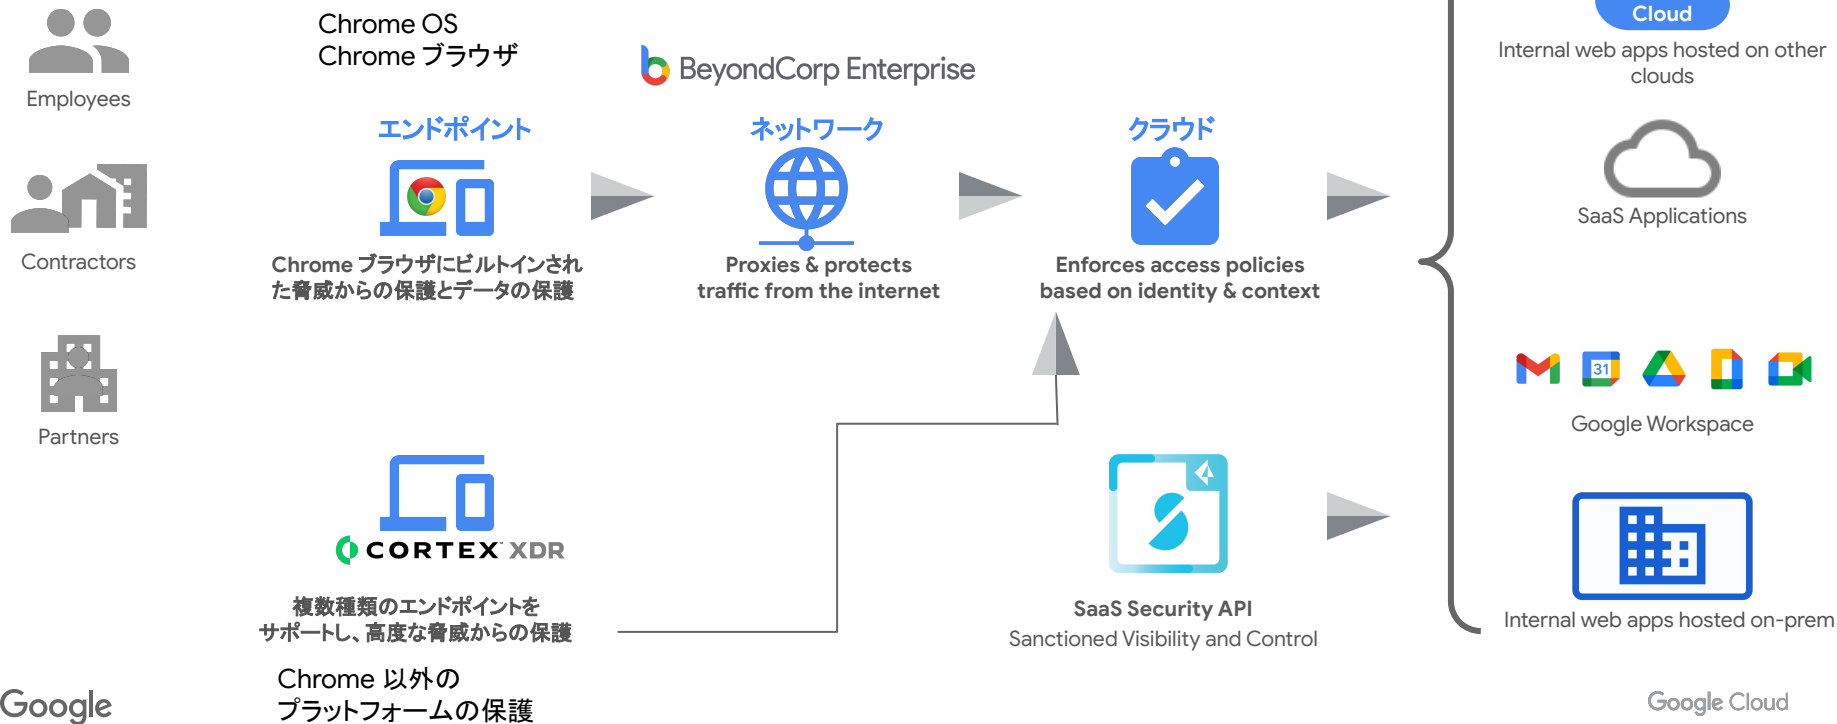 Employees
Contractors
Partners
Chrome OS
Chrome ブラウザ
BeyondCorp Enterprise
エンドポイント
Chrome ブラウザにビルトインされ
た脅威からの保護とデータの保護
ネットワーク
Proxies & protects
traffic from the internet
クラウド
Enforces access policies
based on identity & context
CORTEX XDR
複数種類のエンドポイントを
サポートし、高度な脅威からの保護
Chrome 以外の
プラットフォームの保護
SaaS Security API
Sanctioned Visibility and Control
Cloud
Internal web apps hosted on other
clouds
SaaS Applications
31
Google Workspace
Internal web apps hosted on-prem
Google
Google Cloud